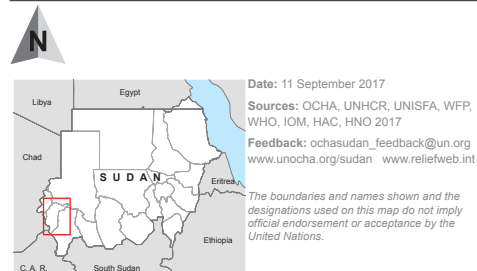 N
Egypt
Libya
Chad
SUDAN
Eritrea
Ethiopia
C. A. R.
South Sudan
Date: 11 September 2017
Sources: OCHA, UNHCR, UNISFA, WFP,
WHO, IOM, HAC, HNO 2017
Feedback: ochasudan_feedback@un.org
www.unocha.org/sudan www.reliefweb.int
The boundaries and names shown and the
designations used on this map do not imply
official endorsement or acceptance by the
United Nations.